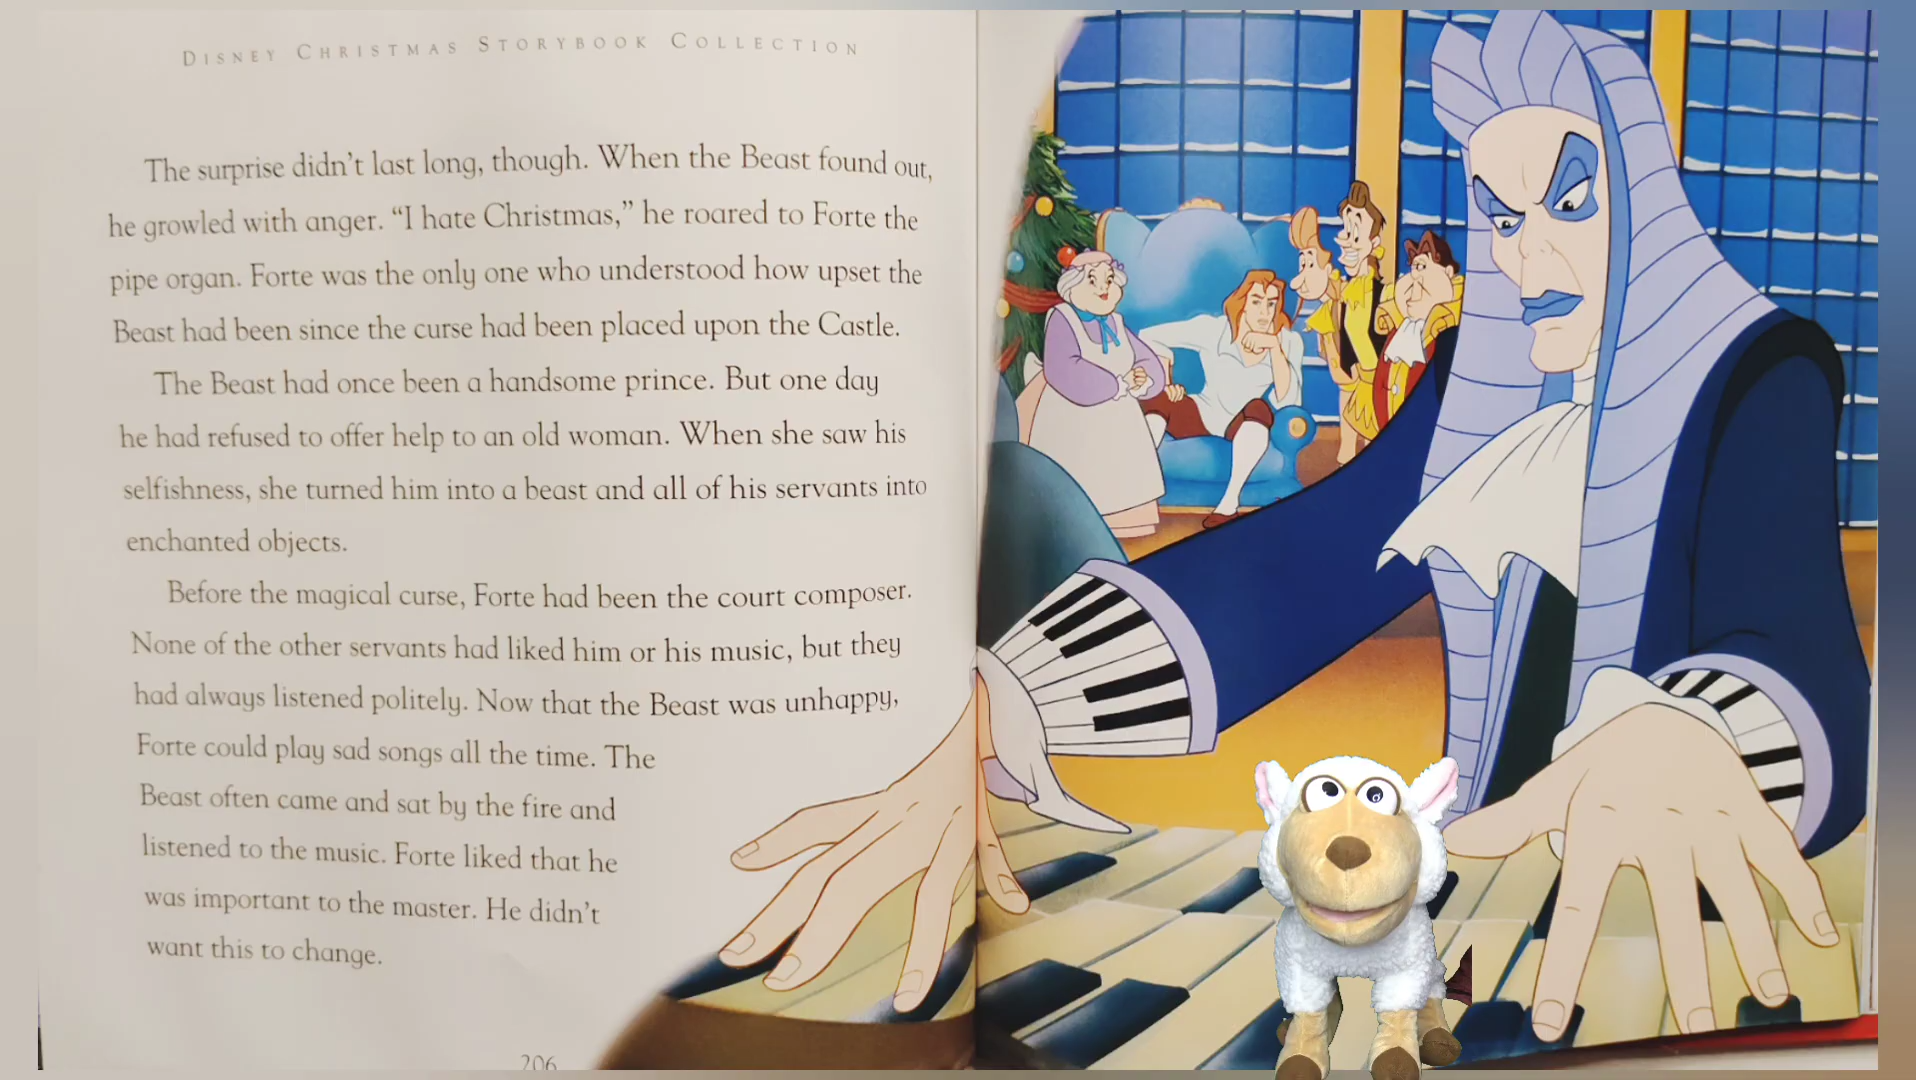 DISNEY CHRISTMAS STORYBOOK COLLECTION
The surprise didn't last long, though. When the Beast found out,
he growled with anger. “I hate Christmas,” he roared to Forte the
pipe organ. Forte was the only one who understood how upset the
Beast had been since the curse had been placed upon the Castle.
The Beast had once been a handsome prince. But one day
he had refused to offer help to an old woman. When she saw his
selfishness, she turned him into a beast and all of his servants into
enchanted objects.
Before the magical curse, Forte had been the court composer.
None of the other servants had liked him or his music, but they
had always listened politely. Now that the Beast was unhappy,
Forte could play sad songs all the time. The
Beast often came and sat by the fire and
listened to the music. Forte liked that he
was important to the master. He didn't
want this to change.
206